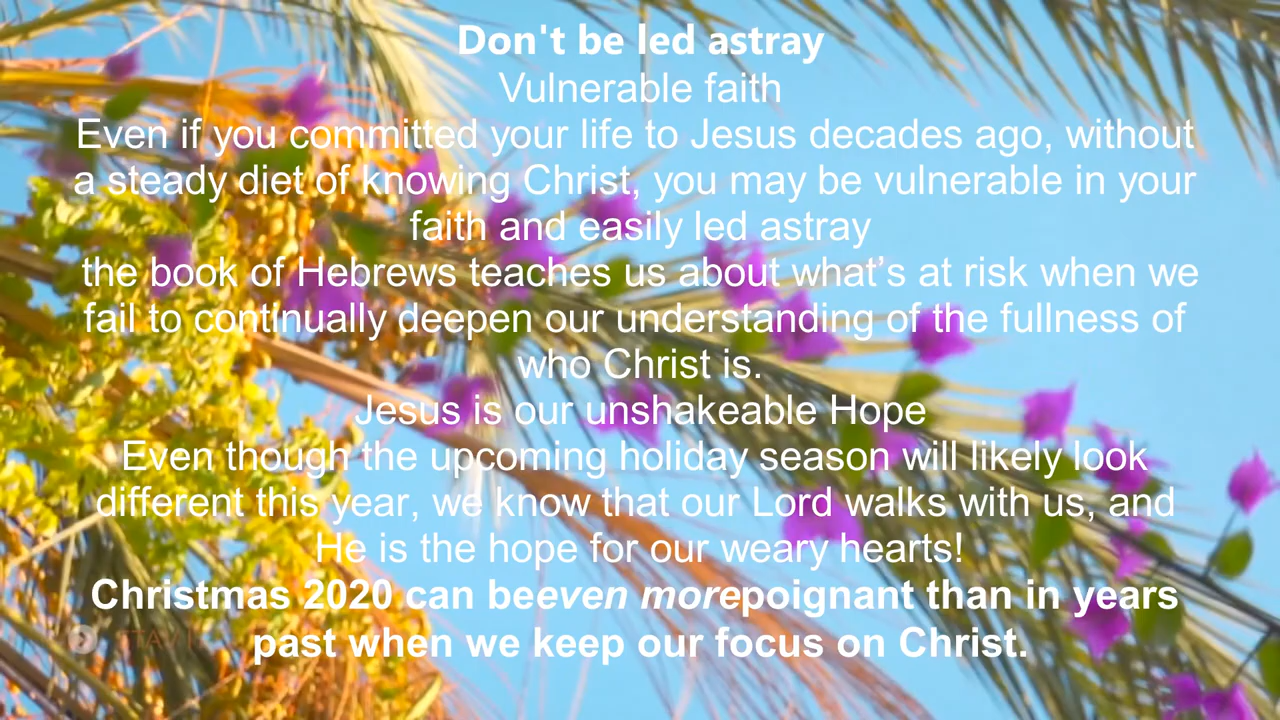 Don't be led astray
Vulnerable faith
Even if you committed your life to Jesus decades ago, without
a steady diet of knowing Christ, you may be vulnerable in your
faith and easily led astray
the book of Hebrews teaches us about what’s at risk when we
fail to continually deepen our understanding of the fullness of
who Christ is.
Jesus is our unshakeable Hope
Even though the upcoming holiday season will likely look
different this year, we know that our Lord walks with us, and
He is the hope for our weary hearts!
Christmas 2020 can beeven morepoignant than in years
past when we keep our focus on Christ.